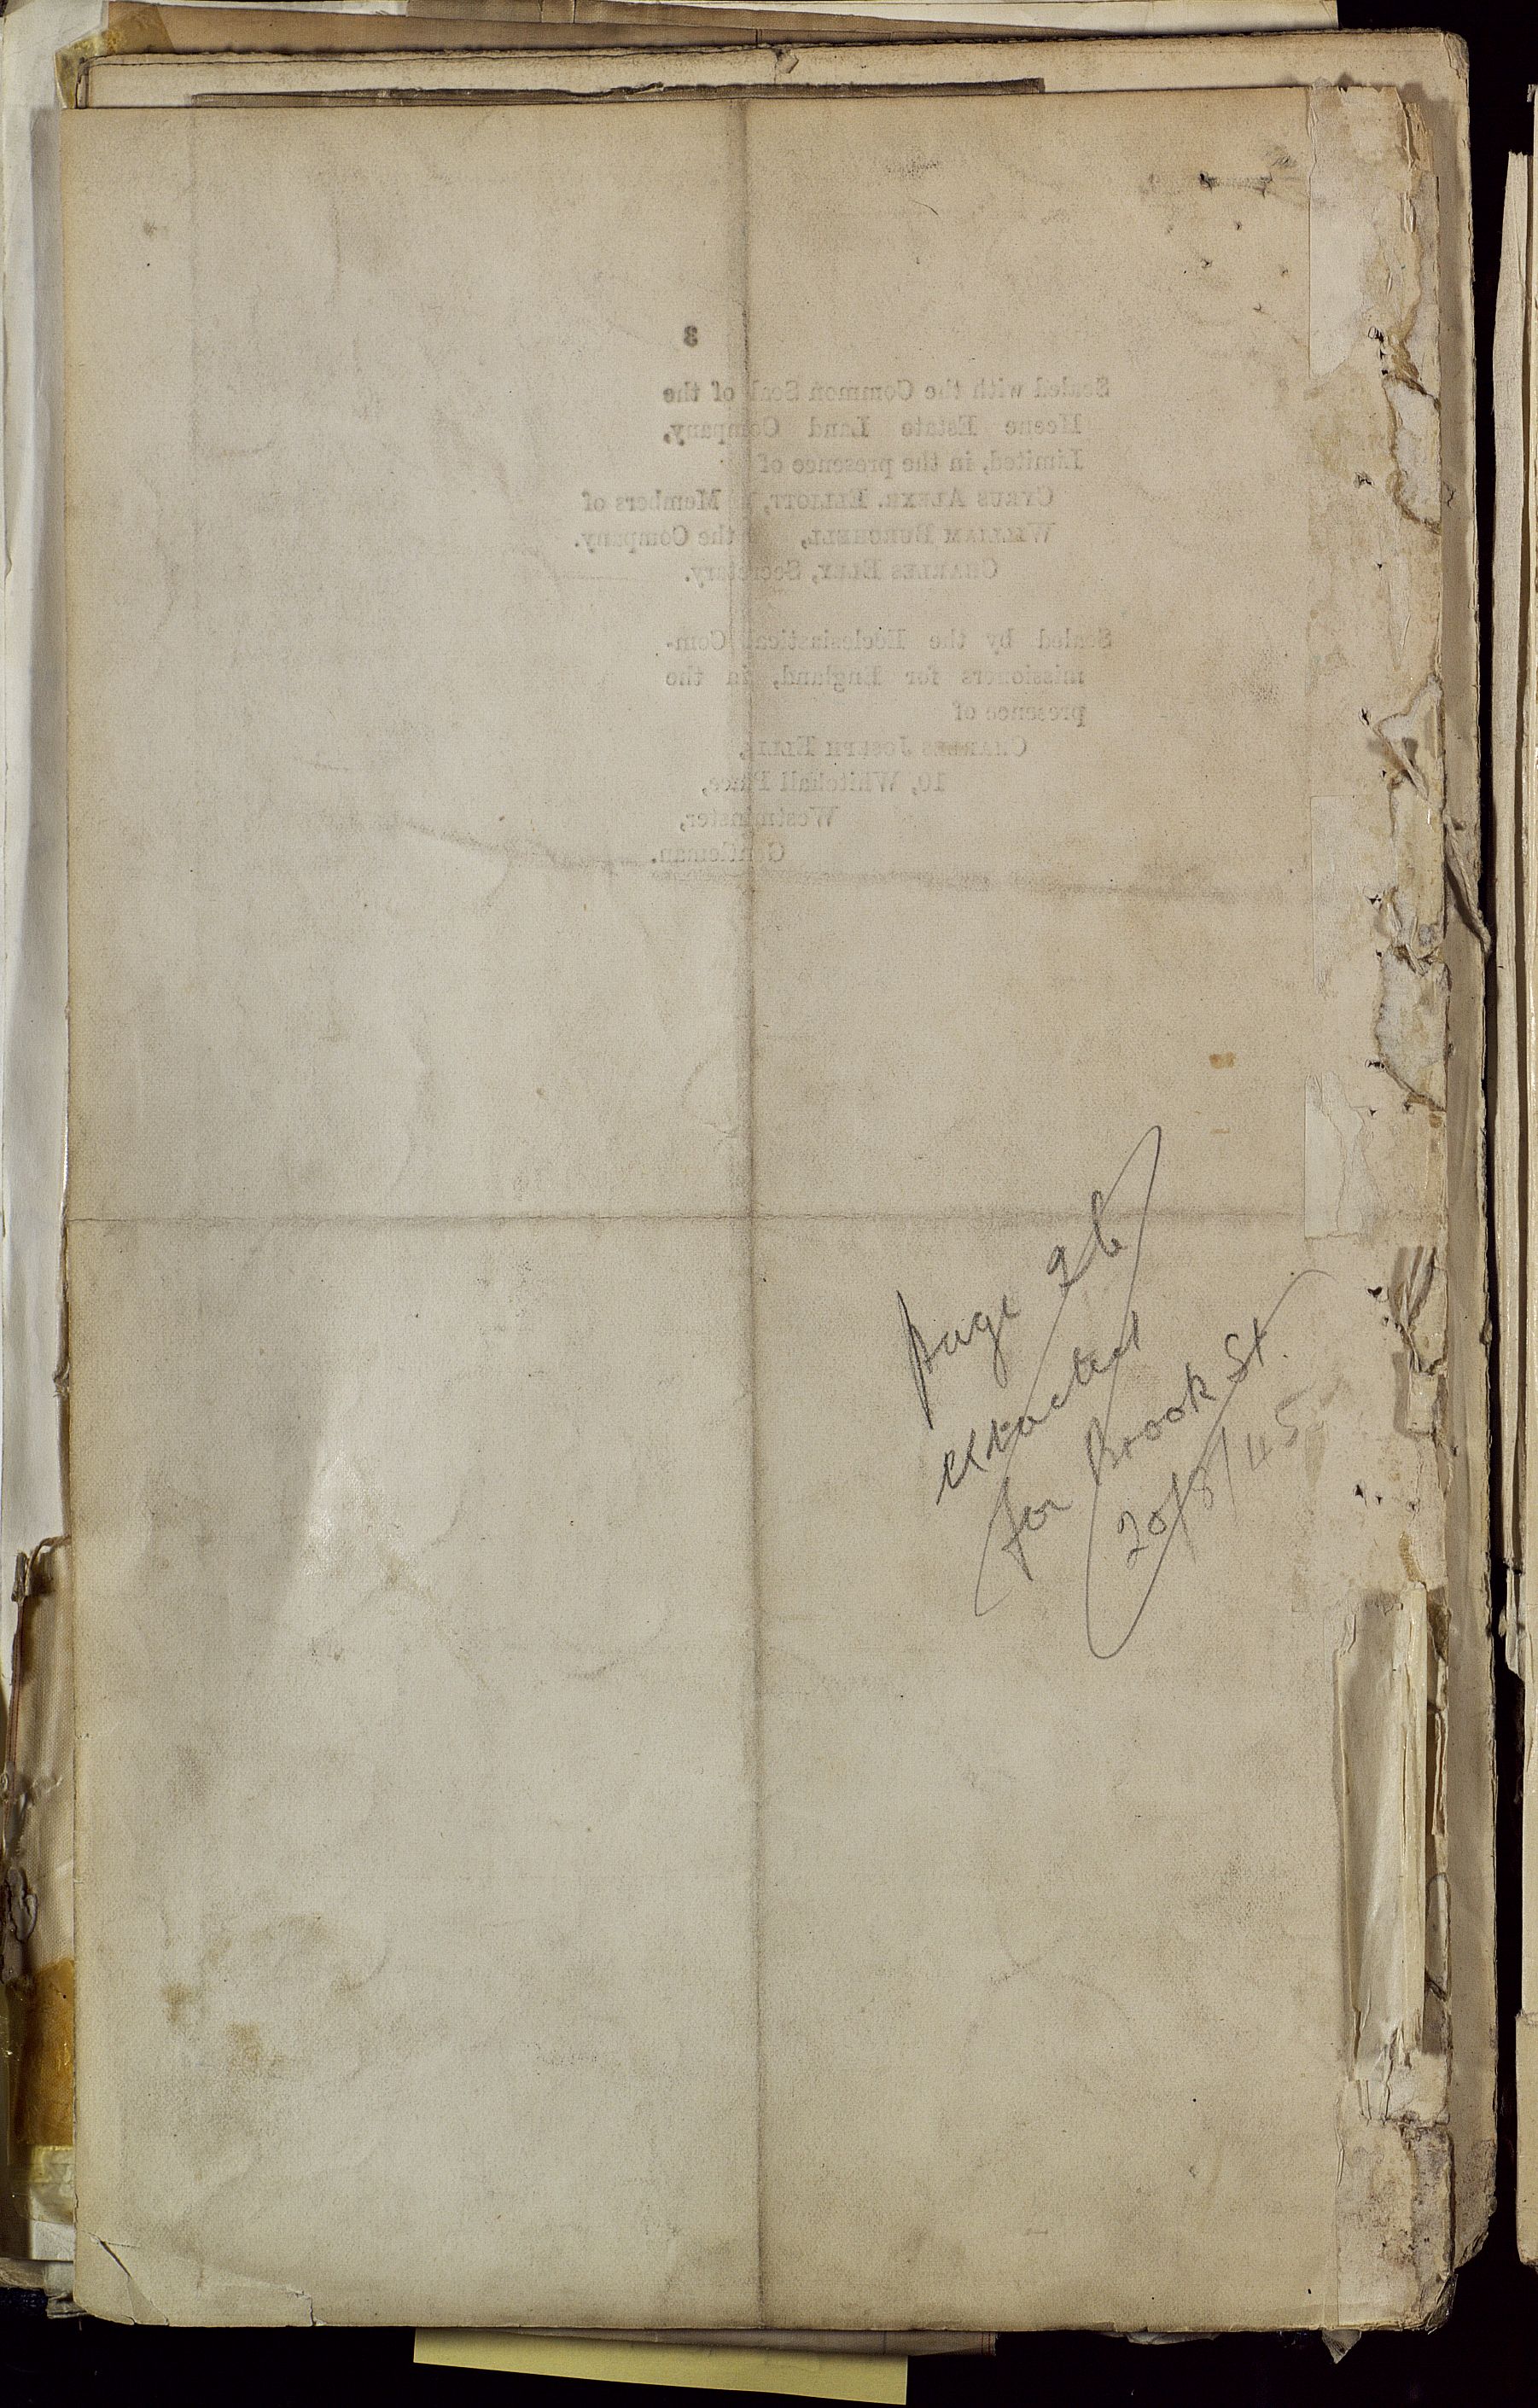 3
Sealed with the Common Seal of the
Heene Estate Land Company,
Limited, in the presence of
CYRUS ALEXR. ELLIOTT, Members of
WILLIAM BURCHELL, the Company.
CHARLES ELEY, Secretary.
Sealed by the Ecclesiastical Com-
missioners for England, in the
presence of
CHARLES JOSEPH ELLIS,
10, Whitehall Place,
Westminster,
Gentleman.
Page 26
extracted
for Brook St.
20/8/45